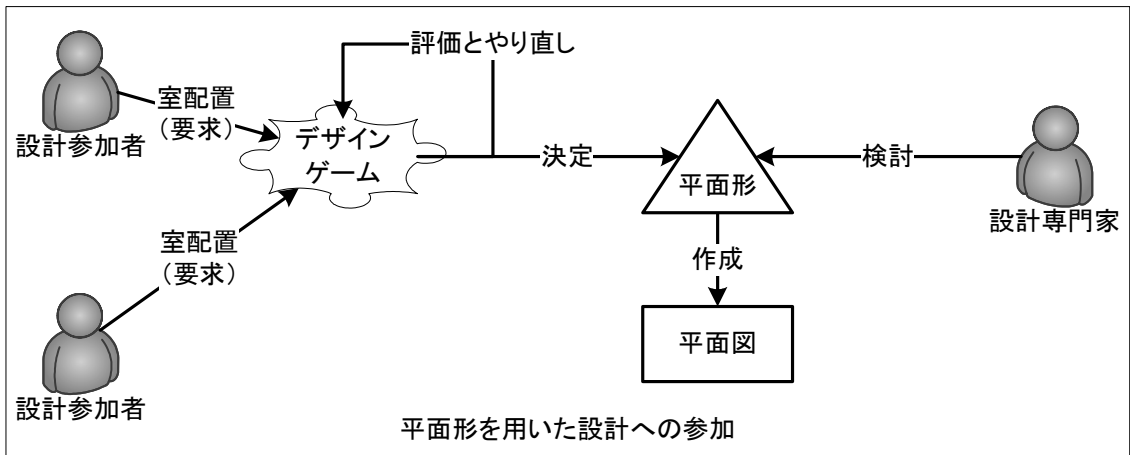 評価とやり直し
設計参加者
室配置
（要求）
デザイン
ゲーム
決定
平面形
検討
設計専門家
室配置
（要求）
作成
平面図
設計参加者
平面形を用いた設計への参加